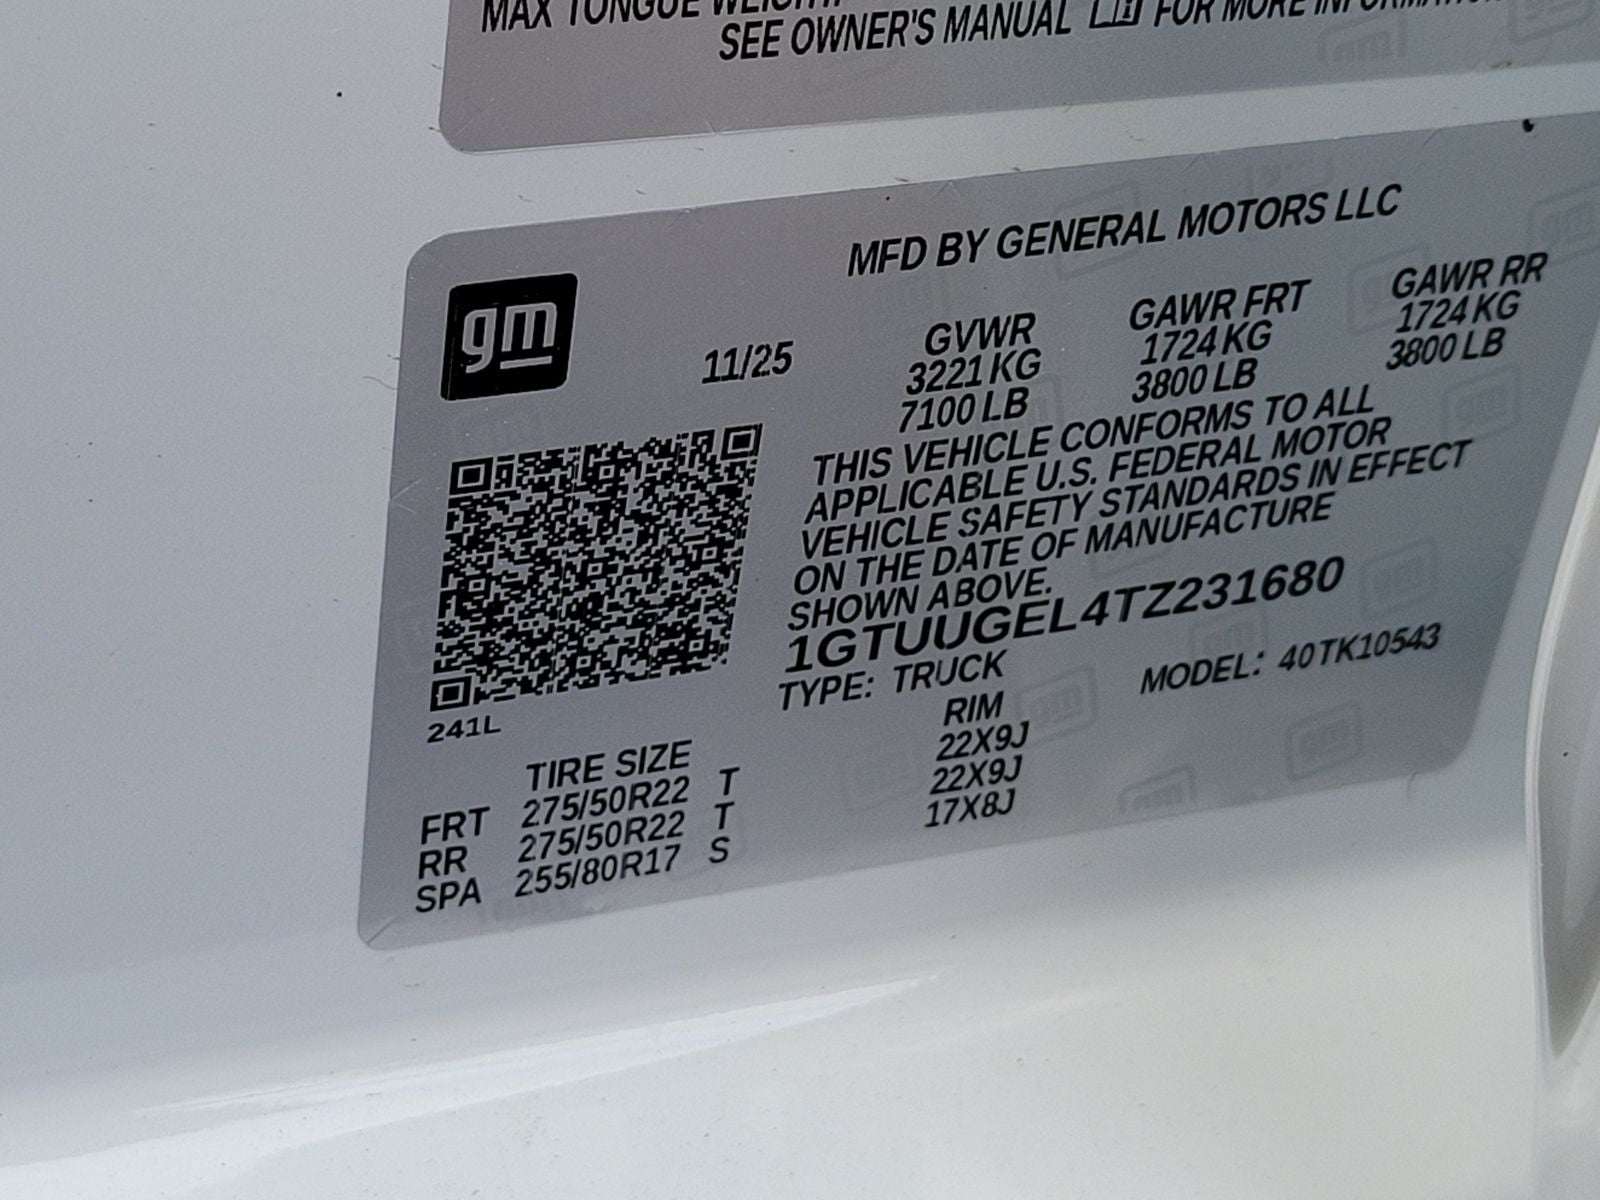 MAX TONGUE WEIGHT
SEE OWNER'S MANUAL FOR MORE INFORMATION
MFD BY GENERAL MOTORS LLC
gm
11/25
GVWR GAWR FRT GAWR RR
3221 KG 1724 KG 1724 KG
7100 LB 3800 LB 3800 LB
THIS VEHICLE CONFORMS TO ALL
APPLICABLE U.S. FEDERAL MOTOR
VEHICLE SAFETY STANDARDS IN EFFECT
ON THE DATE OF MANUFACTURE
SHOWN ABOVE.
1GTUUGEL4TZ231680
TYPE: TRUCK MODEL: 40TK10543
241L
TIRE SIZE RIM
FRT 275/50R22 T 22X9J
RR 275/50R22 T 22X9J
SPA 255/80R17 S 17X8J